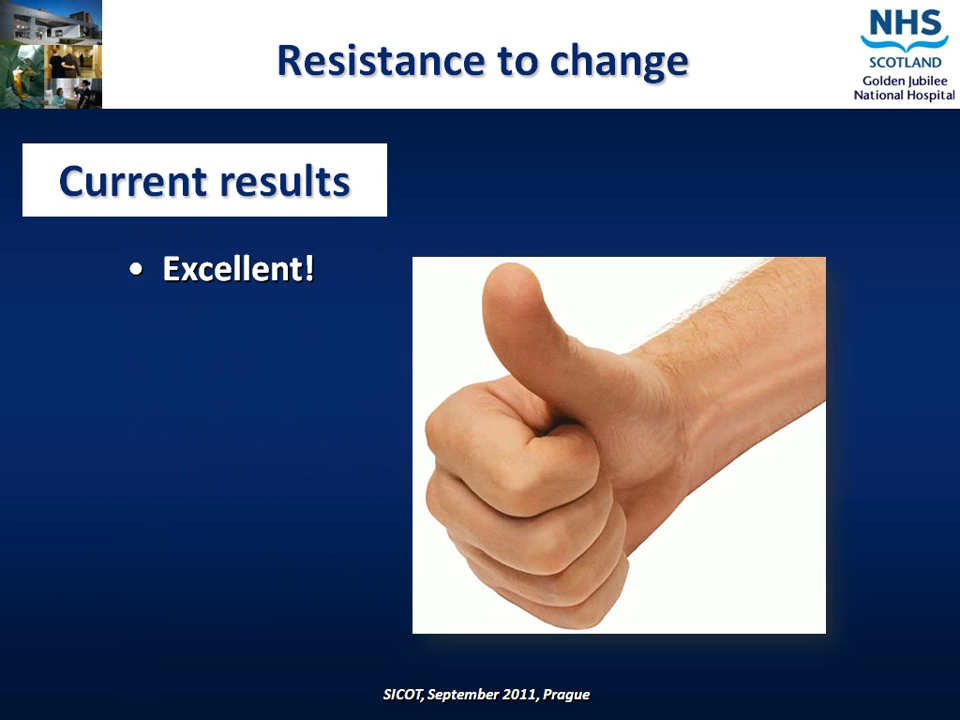 Resistance to change
NHS
SCOTLAND
Golden Jubilee
National Hospital
Current results
• Excellent!
SICOT, September 2011, Prague